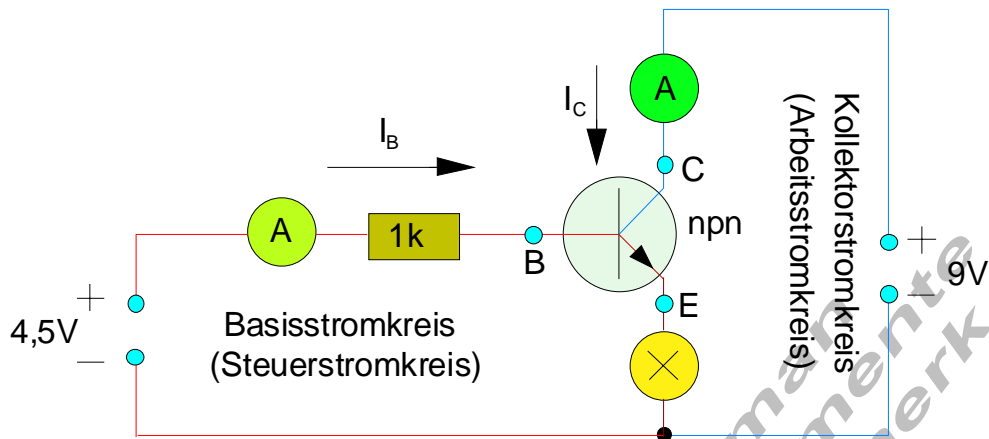 A
I_C
I_B
C
npn
A
1k
B
E
+
4,5V
–
Basisstromkreis
(Steuerstromkreis)
Kollektorstromkreis
(Arbeitsstromkreis)
+
9V
–